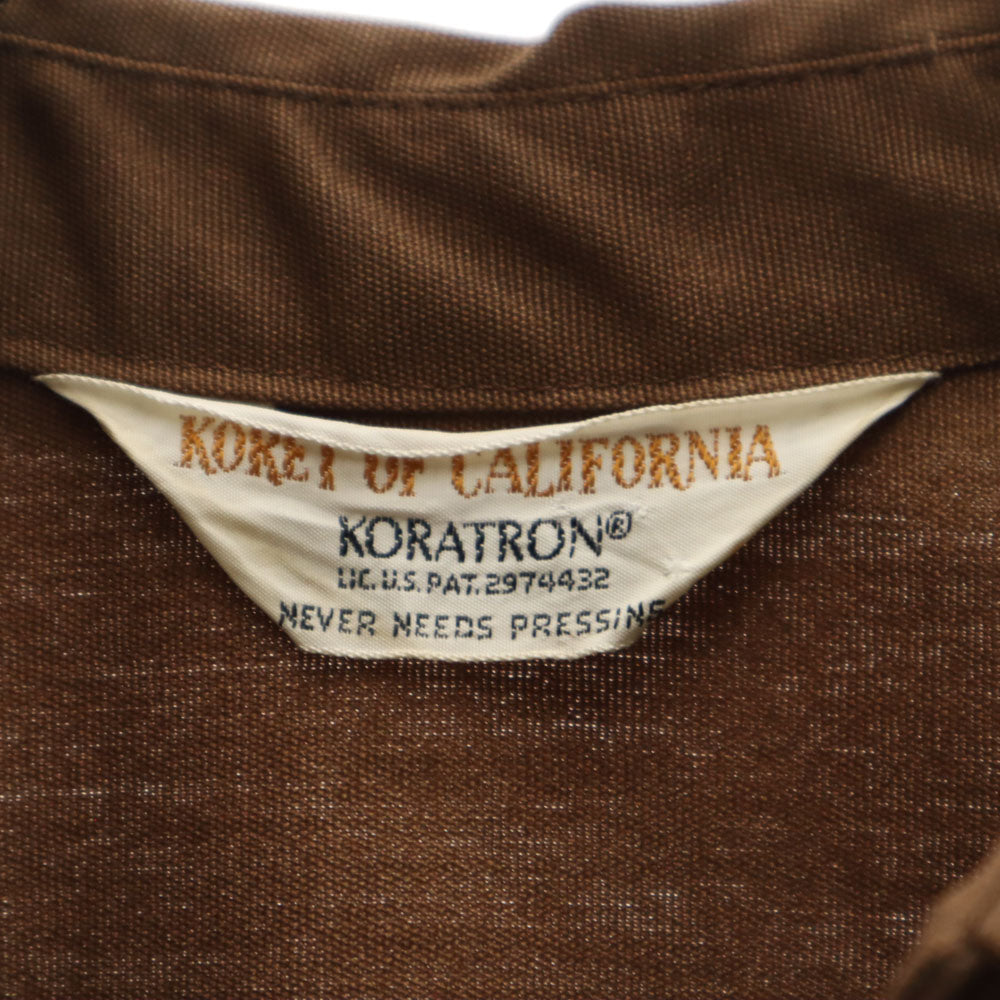 KORET OF CALIFORNIA
KORATRON®
LIC. U.S. PAT. 2974432
NEVER NEEDS PRESSING